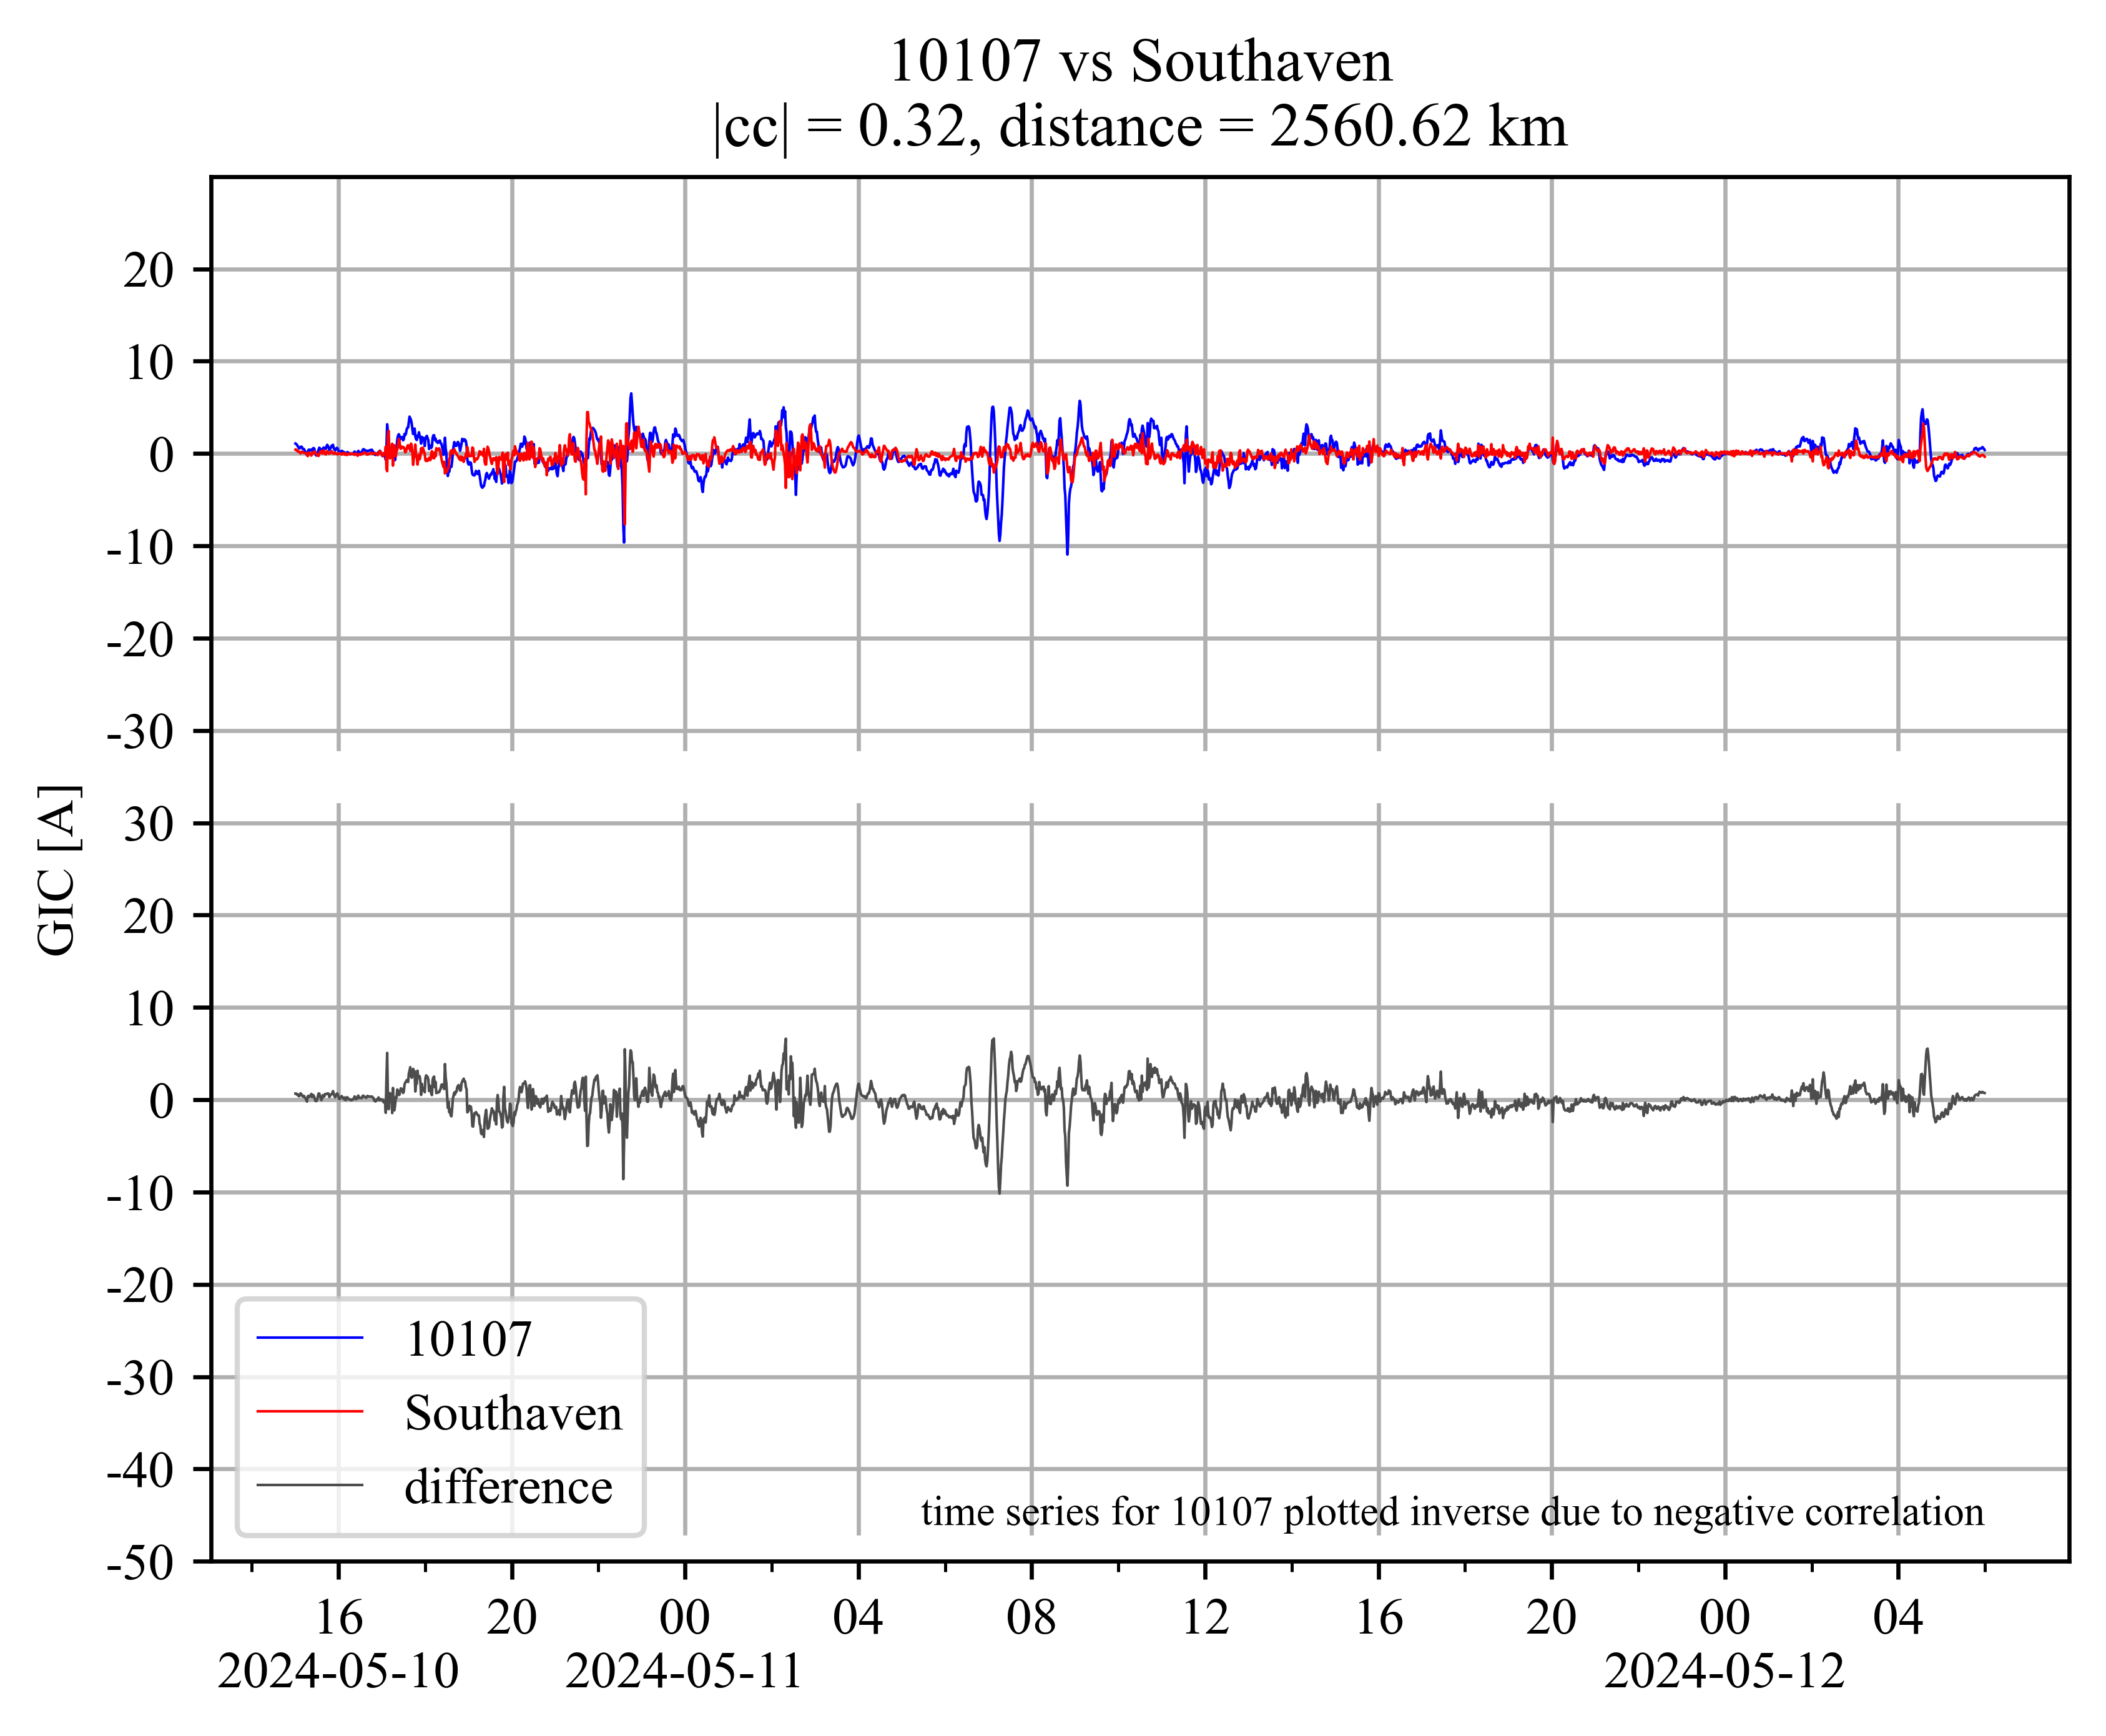 10107 vs Southaven
|cc| = 0.32, distance = 2560.62 km
GIC [A]
20
10
0
-10
-20
-30
30
20
10
0
-10
-20
-30
-40
-50
10107
Southaven
difference
time series for 10107 plotted inverse due to negative correlation
16 20 00 04 08 12 16 20 00 04
2024-05-10 2024-05-11 2024-05-12